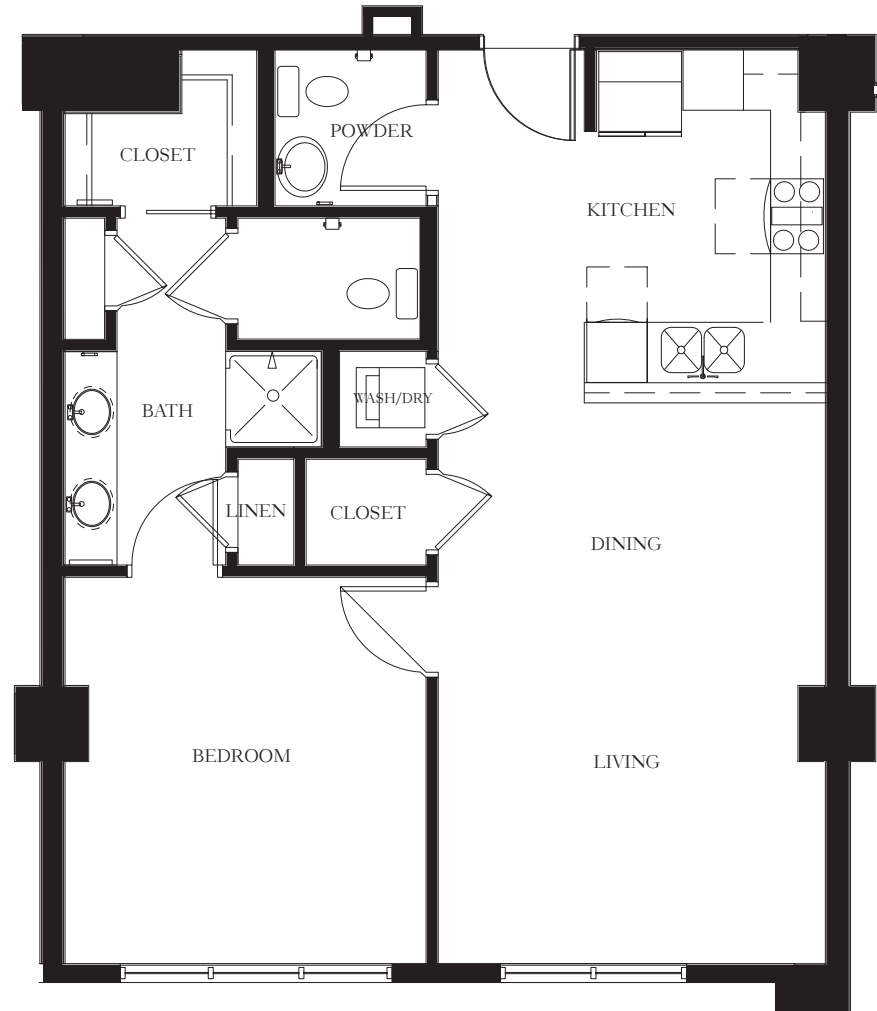 POWDER
CLOSET
KITCHEN
WASH/DRY
BATH
LINEN
CLOSET
DINING
BEDROOM
LIVING